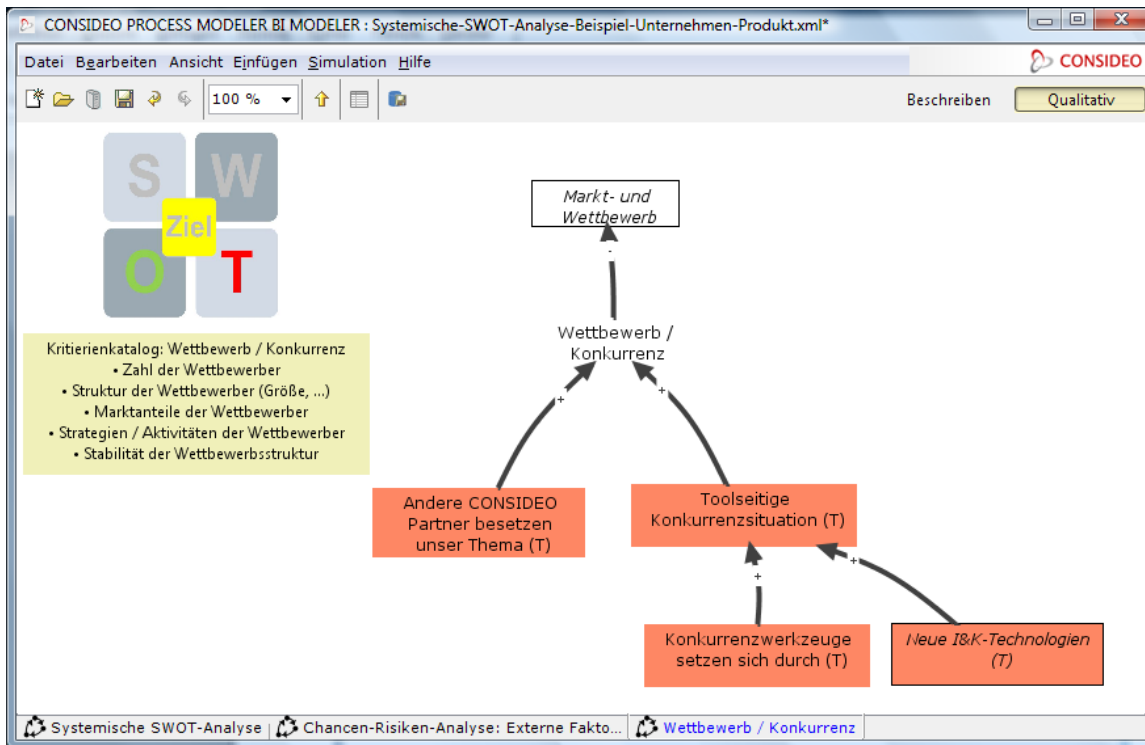 CONSIDEO PROCESS MODELER BI MODELER : Systemische-SWOT-Analyse-Beispiel-Unternehmen-Produkt.xml*
Datei Bearbeiten Ansicht Einfügen Simulation Hilfe
CONSIDEO
100 %
Beschreiben
Qualitativ
S W
Ziel
O T
Kritierienkatalog: Wettbewerb / Konkurrenz
• Zahl der Wettbewerber
• Struktur der Wettbewerber (Größe, ...)
• Marktanteile der Wettbewerber
• Strategien / Aktivitäten der Wettbewerber
• Stabilität der Wettbewerbsstruktur
Markt- und
Wettbewerb
-
Wettbewerb /
Konkurrenz
+
+
Andere CONSIDEO
Partner besetzen
unser Thema (T)
Toolseitige
Konkurrenzsituation (T)
+
+
Konkurrenzwerkzeuge
setzen sich durch (T)
Neue I&K-Technologien
(T)
Systemische SWOT-Analyse
Chancen-Risiken-Analyse: Externe Fakto...
Wettbewerb / Konkurrenz